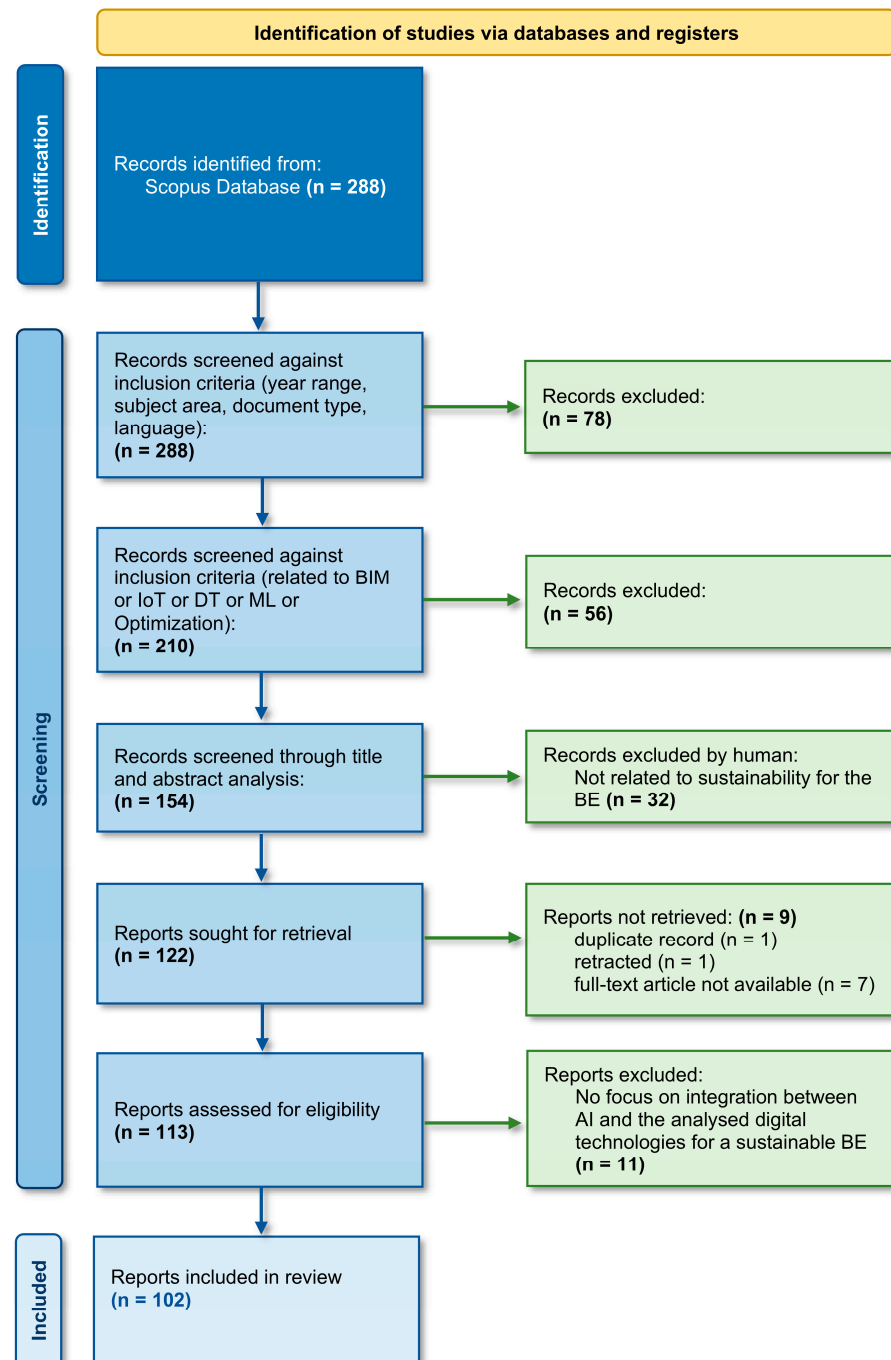 Identification of studies via databases and registers
Identification
Records identified from:
Scopus Database (n = 288)
Screening
Records screened against
inclusion criteria (year range,
subject area, document type,
language):
(n = 288)
Records excluded:
(n = 78)
Records screened against
inclusion criteria (related to BIM
or IoT or DT or ML or
Optimization):
(n = 210)
Records excluded:
(n = 56)
Records screened through title
and abstract analysis:
(n = 154)
Records excluded by human:
Not related to sustainability for the
BE (n = 32)
Reports sought for retrieval
(n = 122)
Reports not retrieved: (n = 9)
duplicate record (n = 1)
retracted (n = 1)
full-text article not available (n = 7)
Reports assessed for eligibility
(n = 113)
Reports excluded:
No focus on integration between
AI and the analysed digital
technologies for a sustainable BE
(n = 11)
Included
Reports included in review
(n = 102)